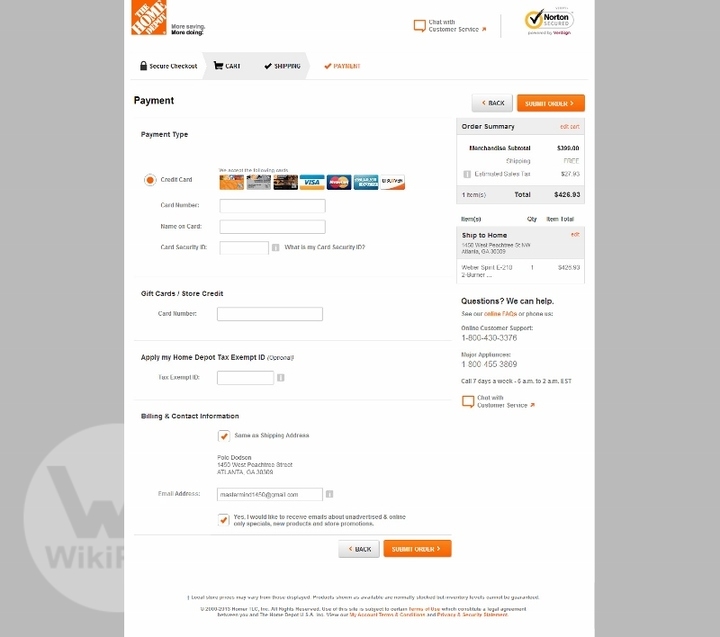 THE HOME DEPOT
More saving.
More doing.
Chat with
Customer Service
Norton
SECURED
powered by VeriSign
Secure Checkout
CART
SHIPPING
PAYMENT
Payment
BACK
SUBMIT ORDER
Payment Type
We accept the following cards
Credit Card
VISA
MasterCard
DISCOVER
Card Number:
Name on Card:
Card Security ID:
What is my Card Security ID?
Gift Cards / Store Credit
Card Number:
Apply my Home Depot Tax Exempt ID (Optional)
Tax Exempt ID:
Billing & Contact Information
Same as Shipping Address
Polo Dodson
1450 West Peachtree Street
ATLANTA, GA 30309
Email Address:
mastermind1450@gmail.com
Yes, I would like to receive emails about unadvertised & online
only specials, new products and store promotions.
BACK
SUBMIT ORDER
Order Summary
edit cart
Merchandise Subtotal $399.00
Shipping FREE
Estimated Sales Tax $27.93
1 item(s) Total $426.93
Item(s) Qty Item Total
Ship to Home edit
1450 West Peachtree St NW
Atlanta, GA 30309
Weber Spirit E-210 1 $426.93
2-Burner ...
Questions? We can help.
See our online FAQs or phone us:
Online Customer Support:
1-800-430-3376
Major Appliances:
1 800 455 3869
Call 7 days a week - 6 a.m. to 2 a.m. EST
Chat with
Customer Service
Local store prices may vary from those displayed. Products shown as available are normally stocked but inventory levels cannot be guaranteed.
© 2000-2013 Homer TLC, Inc. All Rights Reserved. Use of this site is subject to certain Terms of Use which constitute a legal agreement
between you and The Home Depot U.S.A. Inc. View our My Account Terms & Conditions and Privacy & Security Statement